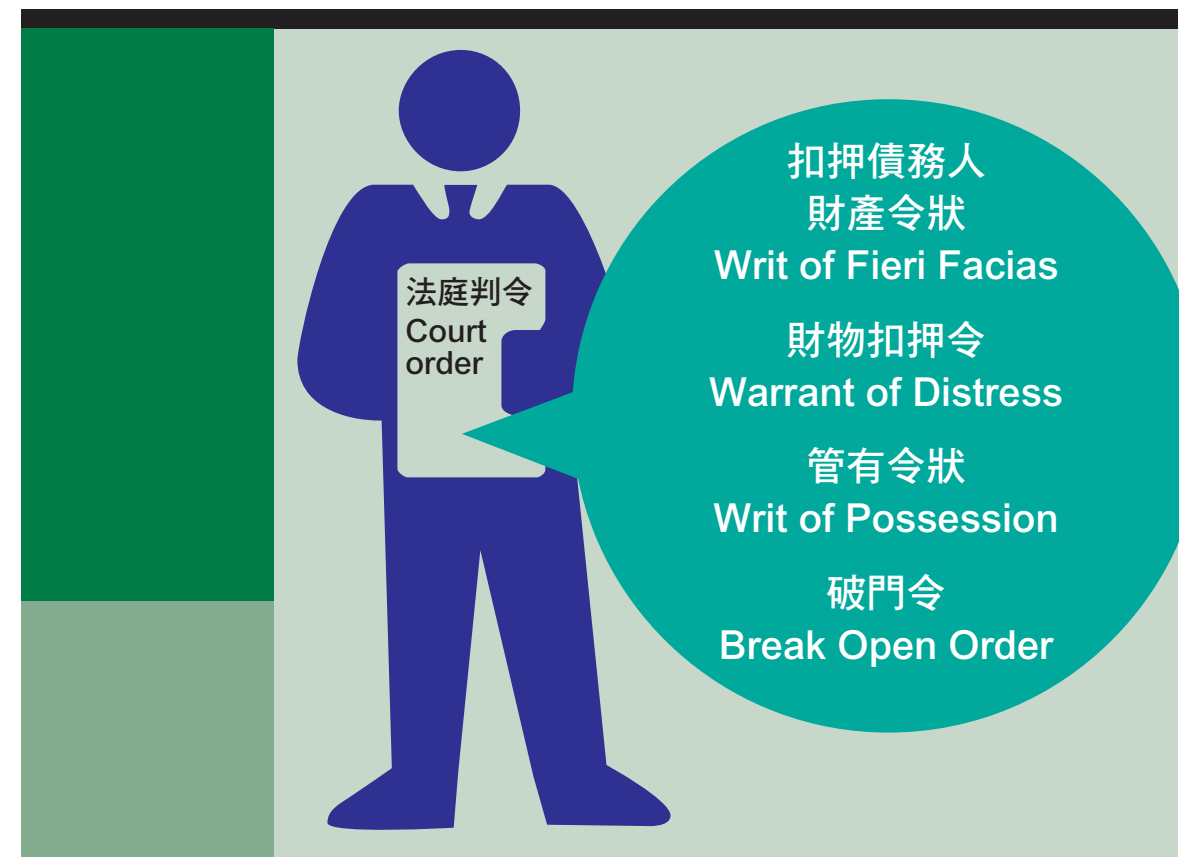 法庭判令
Court
order
扣押債務人
財產令狀
Writ of Fieri Facias
財物扣押令
Warrant of Distress
管有令狀
Writ of Possession
破門令
Break Open Order